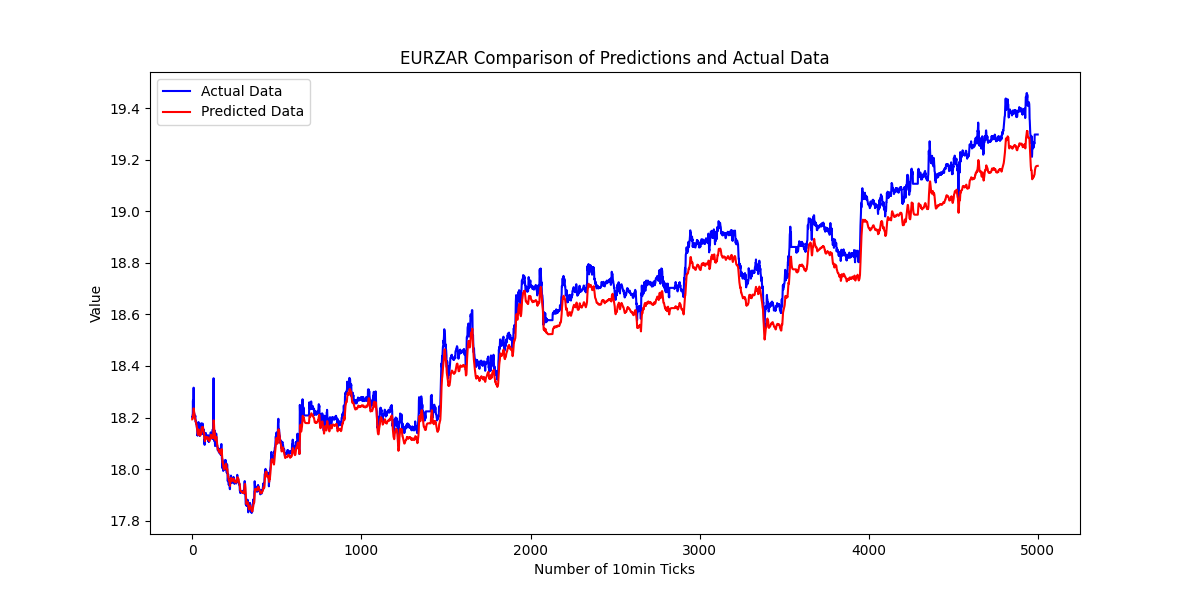 EURZAR Comparison of Predictions and Actual Data
Actual Data
Predicted Data
Value
19.4
19.2
19.0
18.8
18.6
18.4
18.2
18.0
17.8
0 1000 2000 3000 4000 5000
Number of 10min Ticks